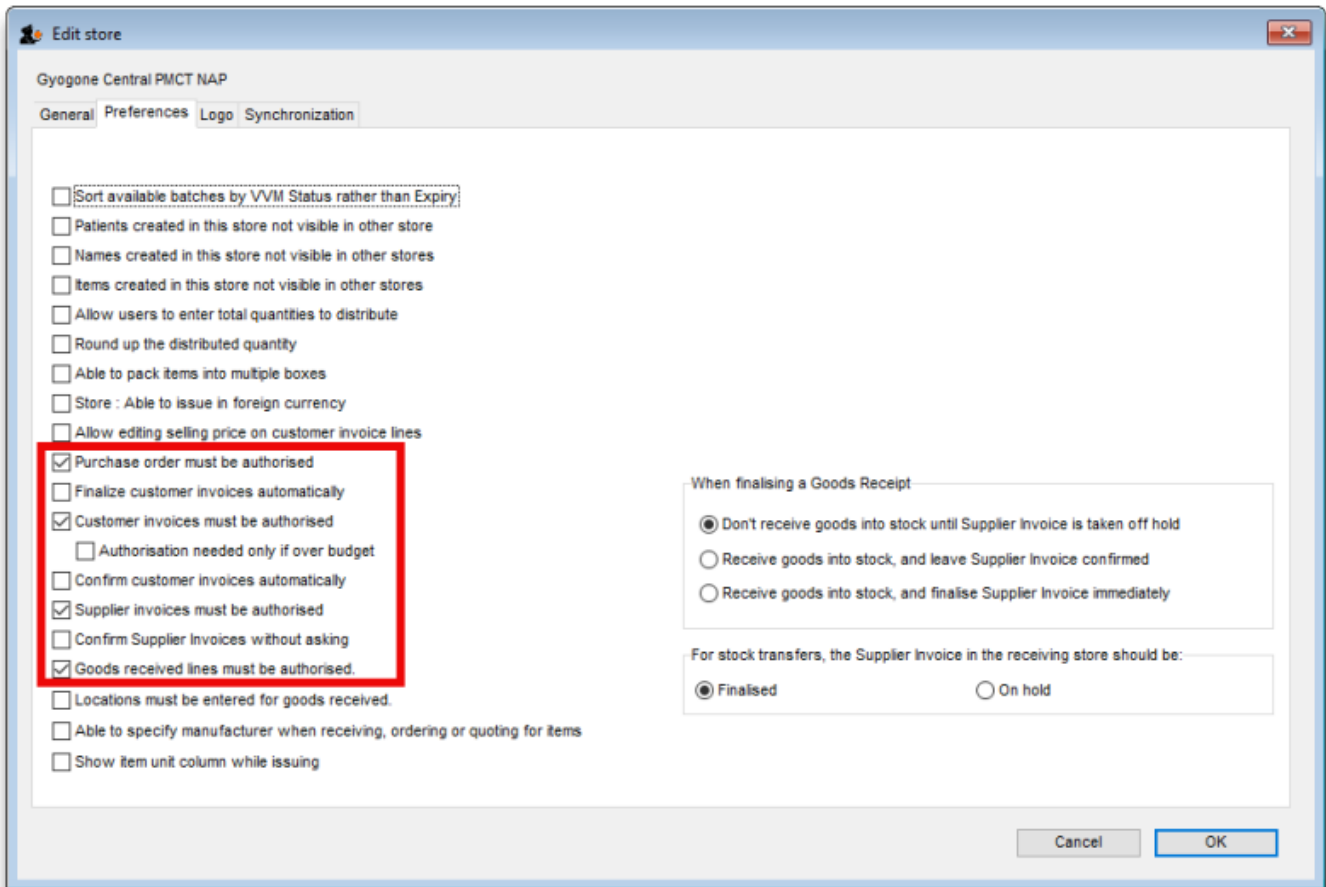 Edit store
Gyogone Central PMCT NAP
General Preferences Logo Synchronization
Sort available batches by VVM Status rather than Expiry
Patients created in this store not visible in other store
Names created in this store not visible in other stores
Items created in this store not visible in other stores
Allow users to enter total quantities to distribute
Round up the distributed quantity
Able to pack items into multiple boxes
Store : Able to issue in foreign currency
Allow editing selling price on customer invoice lines
Purchase order must be authorised
Finalize customer invoices automatically
Customer invoices must be authorised
Authorisation needed only if over budget
Confirm customer invoices automatically
Supplier invoices must be authorised
Confirm Supplier Invoices without asking
Goods received lines must be authorised.
Locations must be entered for goods received.
Able to specify manufacturer when receiving, ordering or quoting for items
Show item unit column while issuing
When finalising a Goods Receipt
Don't receive goods into stock until Supplier Invoice is taken off hold
Receive goods into stock, and leave Supplier Invoice confirmed
Receive goods into stock, and finalise Supplier Invoice immediately
For stock transfers, the Supplier Invoice in the receiving store should be:
Finalised On hold
Cancel OK